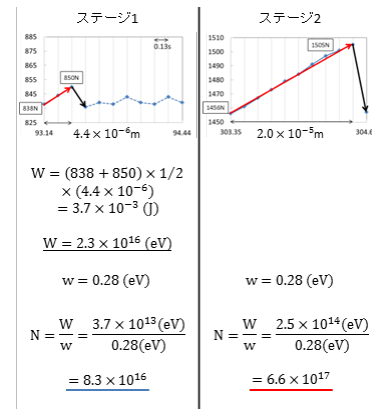 ステージ1
885
875
865
855
845
835
825
0.13s
850N
838N
93.14
4.4×10⁻⁶m
94.44
W = (838 + 850) × 1/2
× (4.4 × 10⁻⁶)
= 3.7 × 10⁻³ (J)
W = 2.3 × 10¹⁶ (eV)
w = 0.28 (eV)
N = W/w = 3.7 × 10¹³(eV)/0.28(eV)
= 8.3 × 10¹⁶
ステージ2
1510
1500
1490
1480
1470
1460
1450
1505N
1456N
303.35
2.0×10⁻⁵m
304.6
w = 0.28 (eV)
N = W/w = 2.5 × 10¹⁴(eV)/0.28(eV)
= 6.6 × 10¹⁷